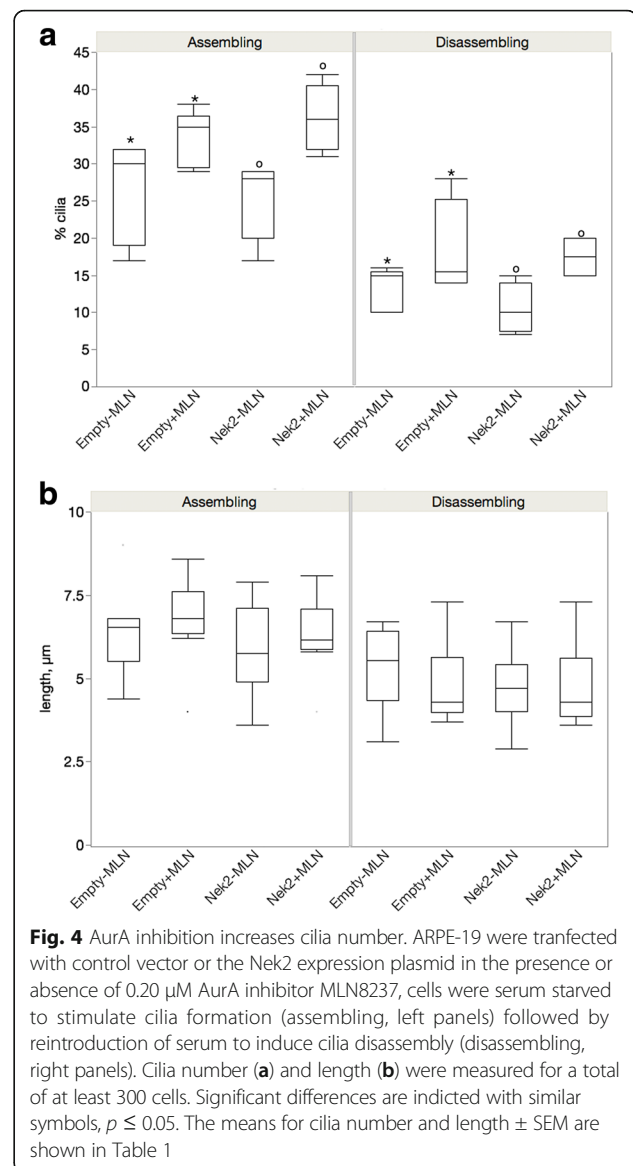 a
Assembling Disassembling
45
40
35
30
25
20
15
10
5
0
% cilia
* * o o * * o o
Empty-MLN Empty+MLN Nek2-MLN Nek2+MLN Empty-MLN Empty+MLN Nek2-MLN Nek2+MLN
b
Assembling Disassembling
10
7.5
5
2.5
0
length, µm
Empty-MLN Empty+MLN Nek2-MLN Nek2+MLN Empty-MLN Empty+MLN Nek2-MLN Nek2+MLN
Fig. 4 AurA inhibition increases cilia number. ARPE-19 were tranfected
with control vector or the Nek2 expression plasmid in the presence or
absence of 0.20 µM AurA inhibitor MLN8237, cells were serum starved
to stimulate cilia formation (assembling, left panels) followed by
reintroduction of serum to induce cilia disassembly (disassembling,
right panels). Cilia number (a) and length (b) were measured for a total
of at least 300 cells. Significant differences are indicted with similar
symbols, p ≤ 0.05. The means for cilia number and length ± SEM are
shown in Table 1